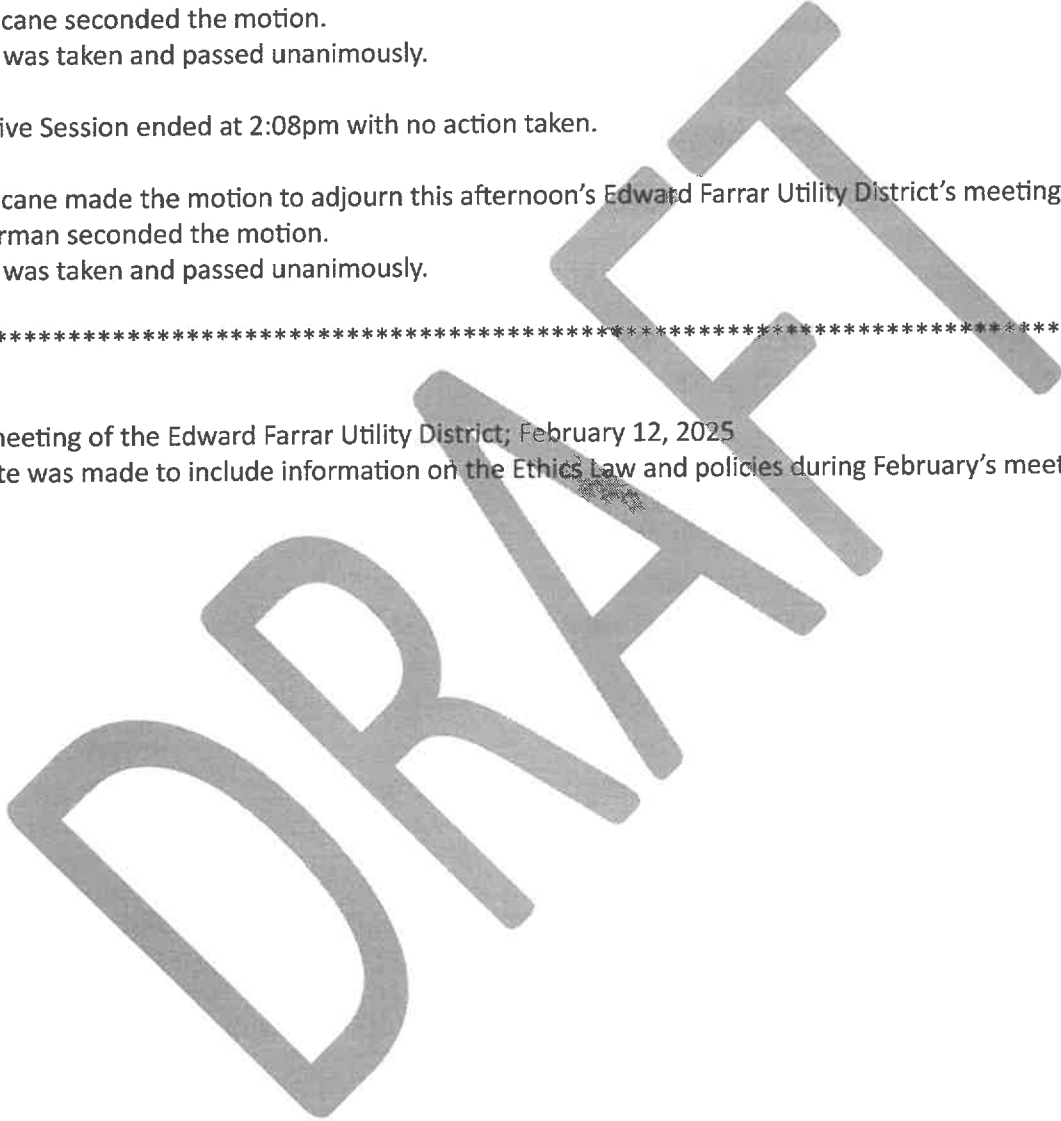 cane seconded the motion.
was taken and passed unanimously.
ive Session ended at 2:08pm with no action taken.
cane made the motion to adjourn this afternoon's Edward Farrar Utility District's meeting
rman seconded the motion.
was taken and passed unanimously.
**************************************************************************
neeting of the Edward Farrar Utility District; February 12, 2025
te was made to include information on the Ethics Law and policies during February's meet
DRAFT